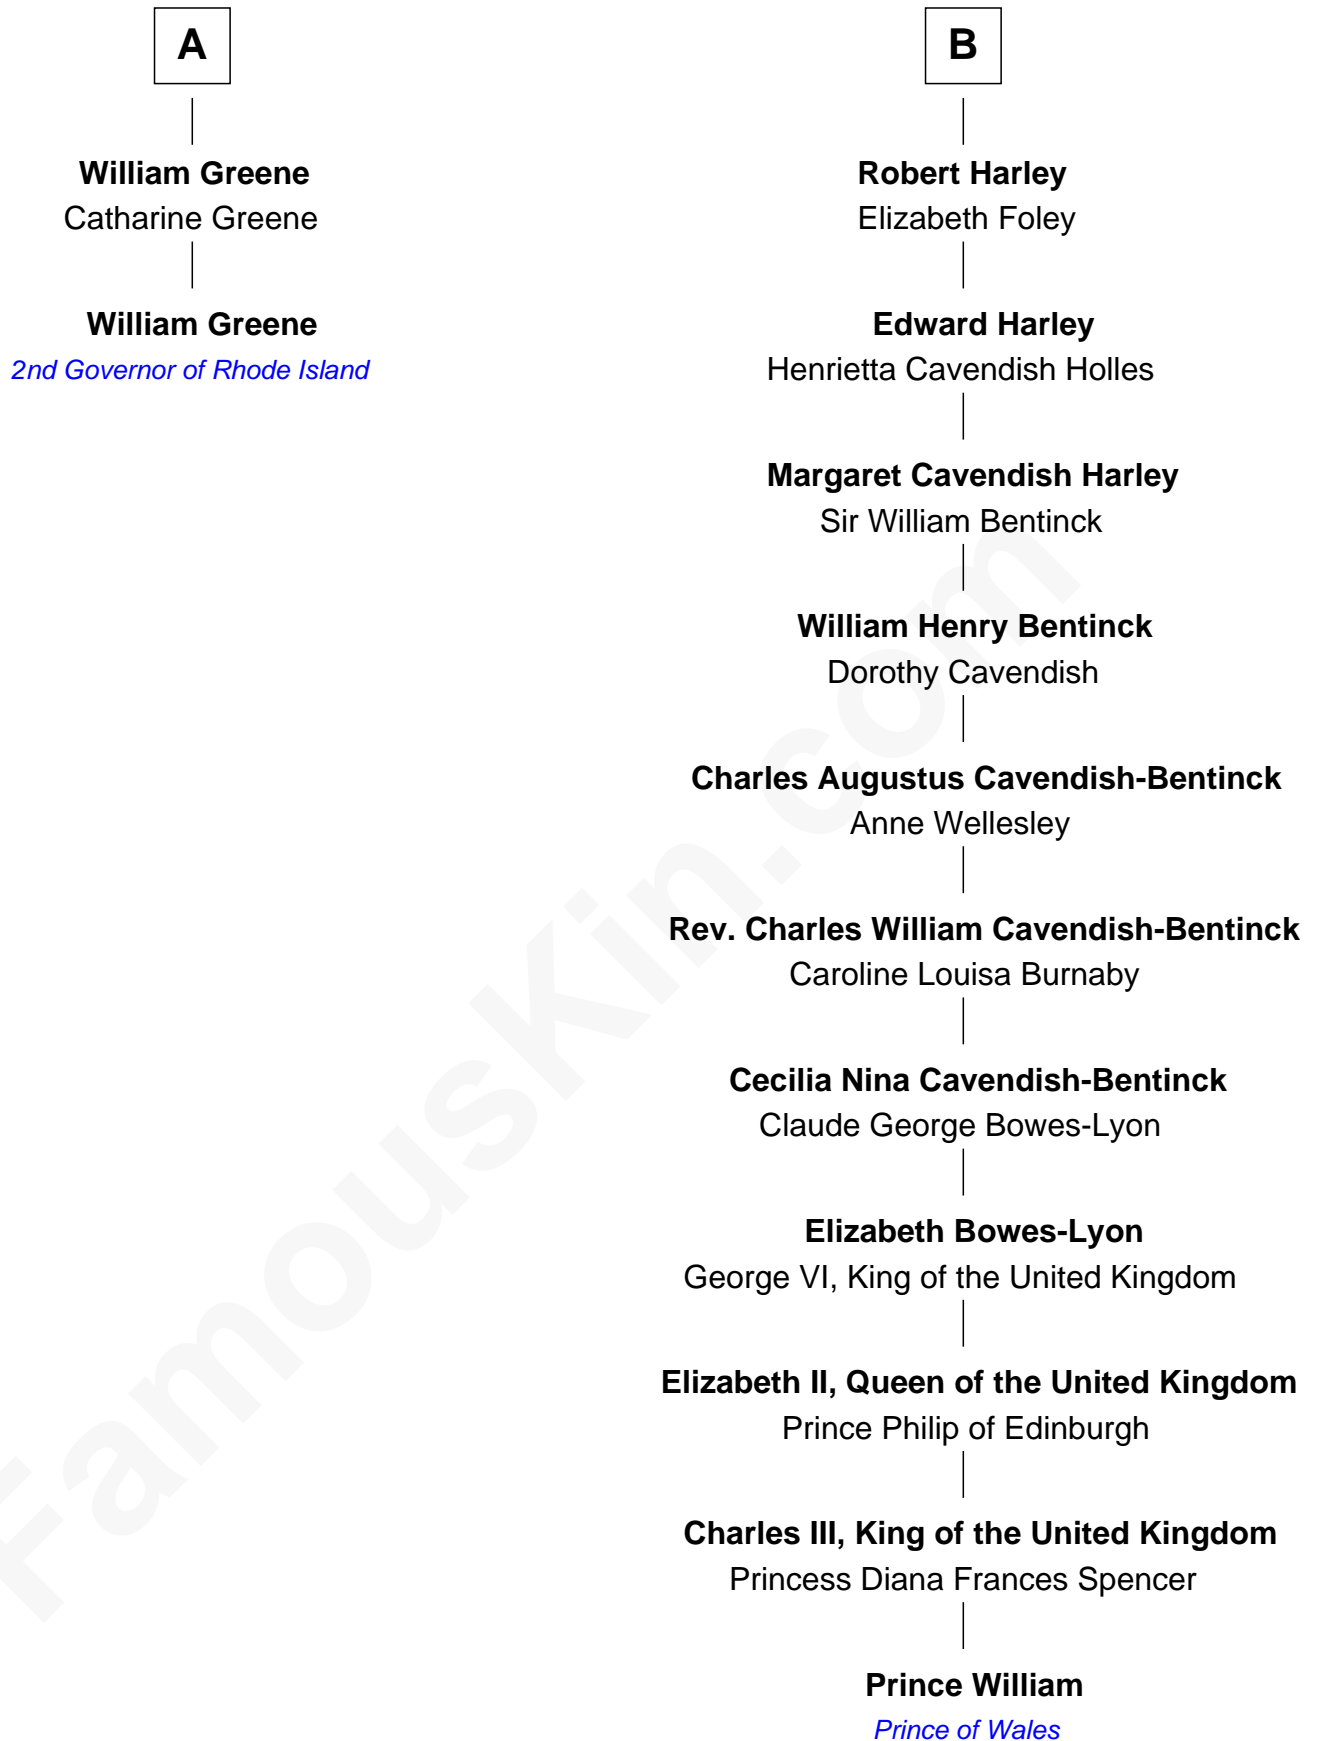 A
William Greene
Catharine Greene
William Greene
2nd Governor of Rhode Island
B
Robert Harley
Elizabeth Foley
Edward Harley
Henrietta Cavendish Holles
Margaret Cavendish Harley
Sir William Bentinck
William Henry Bentinck
Dorothy Cavendish
Charles Augustus Cavendish-Bentinck
Anne Wellesley
Rev. Charles William Cavendish-Bentinck
Caroline Louisa Burnaby
Cecilia Nina Cavendish-Bentinck
Claude George Bowes-Lyon
Elizabeth Bowes-Lyon
George VI, King of the United Kingdom
Elizabeth II, Queen of the United Kingdom
Prince Philip of Edinburgh
Charles III, King of the United Kingdom
Princess Diana Frances Spencer
Prince William
Prince of Wales
FamousKin.com